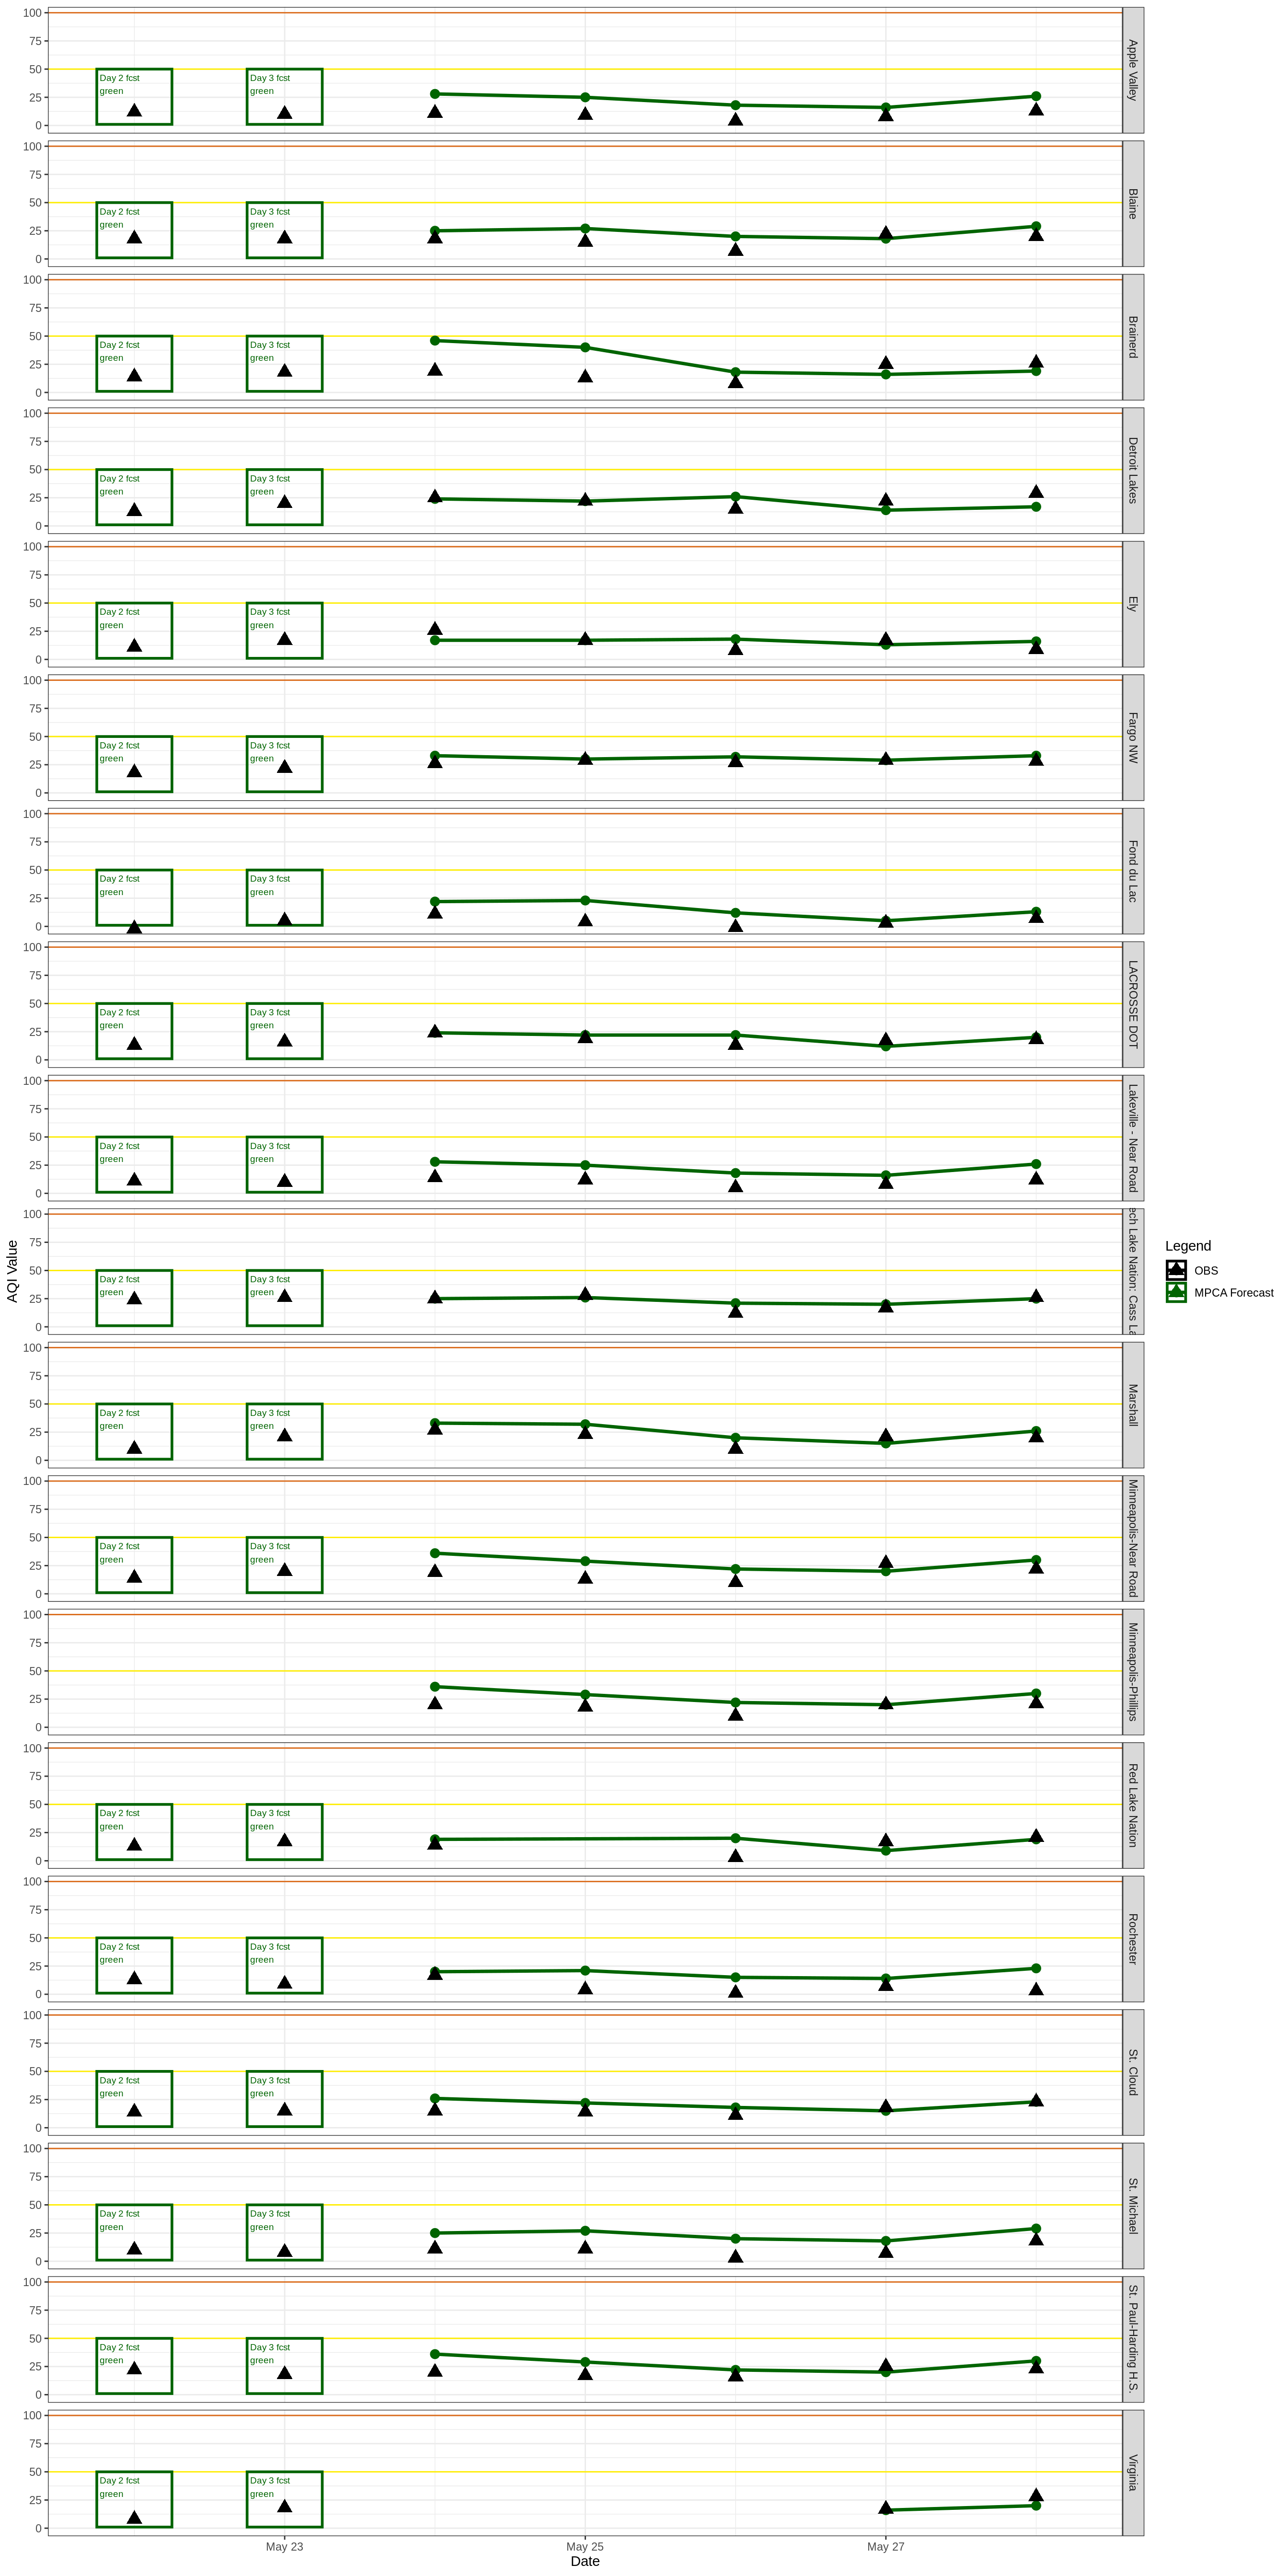 100
75
50
25
0
Day 2 fcst
green
Day 3 fcst
green
Apple Valley
100
75
50
25
0
Day 2 fcst
green
Day 3 fcst
green
Blaine
100
75
50
25
0
Day 2 fcst
green
Day 3 fcst
green
Brainerd
100
75
50
25
0
Day 2 fcst
green
Day 3 fcst
green
Detroit Lakes
100
75
50
25
0
Day 2 fcst
green
Day 3 fcst
green
Ely
100
75
50
25
0
Day 2 fcst
green
Day 3 fcst
green
Fargo NW
100
75
50
25
0
Day 2 fcst
green
Day 3 fcst
green
Fond du Lac
100
75
50
25
0
Day 2 fcst
green
Day 3 fcst
green
LACROSSE DOT
100
75
50
25
0
Day 2 fcst
green
Day 3 fcst
green
Lakeville - Near Road
100
75
50
25
0
Day 2 fcst
green
Day 3 fcst
green
ech Lake Nation: Cass La
100
75
50
25
0
Day 2 fcst
green
Day 3 fcst
green
Marshall
100
75
50
25
0
Day 2 fcst
green
Day 3 fcst
green
Minneapolis-Near Road
100
75
50
25
0
Minneapolis-Phillips
100
75
50
25
0
Day 2 fcst
green
Day 3 fcst
green
Red Lake Nation
100
75
50
25
0
Day 2 fcst
green
Day 3 fcst
green
Rochester
100
75
50
25
0
Day 2 fcst
green
Day 3 fcst
green
St. Cloud
100
75
50
25
0
Day 2 fcst
green
Day 3 fcst
green
St. Michael
100
75
50
25
0
Day 2 fcst
green
Day 3 fcst
green
St. Paul-Harding H.S.
100
75
50
25
0
Day 2 fcst
green
Day 3 fcst
green
Virginia
May 23
May 25
May 27
Date
AQI Value
Legend
OBS
MPCA Forecast